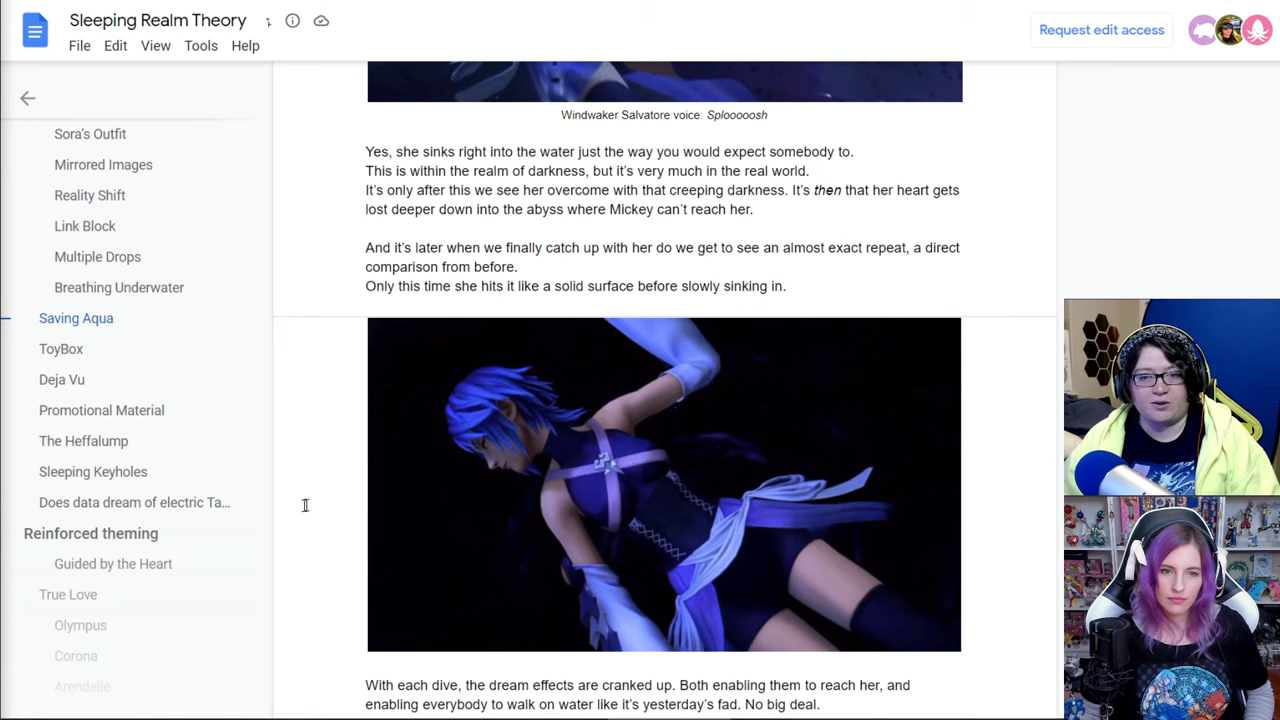 Sleeping Realm Theory
Request edit access
File Edit View Tools Help
Sora's Outfit
Mirrored Images
Reality Shift
Link Block
Multiple Drops
Breathing Underwater
Saving Aqua
ToyBox
Deja Vu
Promotional Material
The Heffalump
Sleeping Keyholes
Does data dream of electric Ta...
Reinforced theming
Guided by the Heart
True Love
Olympus
Corona
Arendelle
Windwaker Salvatore voice: Splooooosh
Yes, she sinks right into the water just the way you would expect somebody to.
This is within the realm of darkness, but it's very much in the real world.
It's only after this we see her overcome with that creeping darkness. It's then that her heart gets
lost deeper down into the abyss where Mickey can't reach her.
And it's later when we finally catch up with her do we get to see an almost exact repeat, a direct
comparison from before.
Only this time she hits it like a solid surface before slowly sinking in.
With each dive, the dream effects are cranked up. Both enabling them to reach her, and
enabling everybody to walk on water like it's yesterday's fad. No big deal.